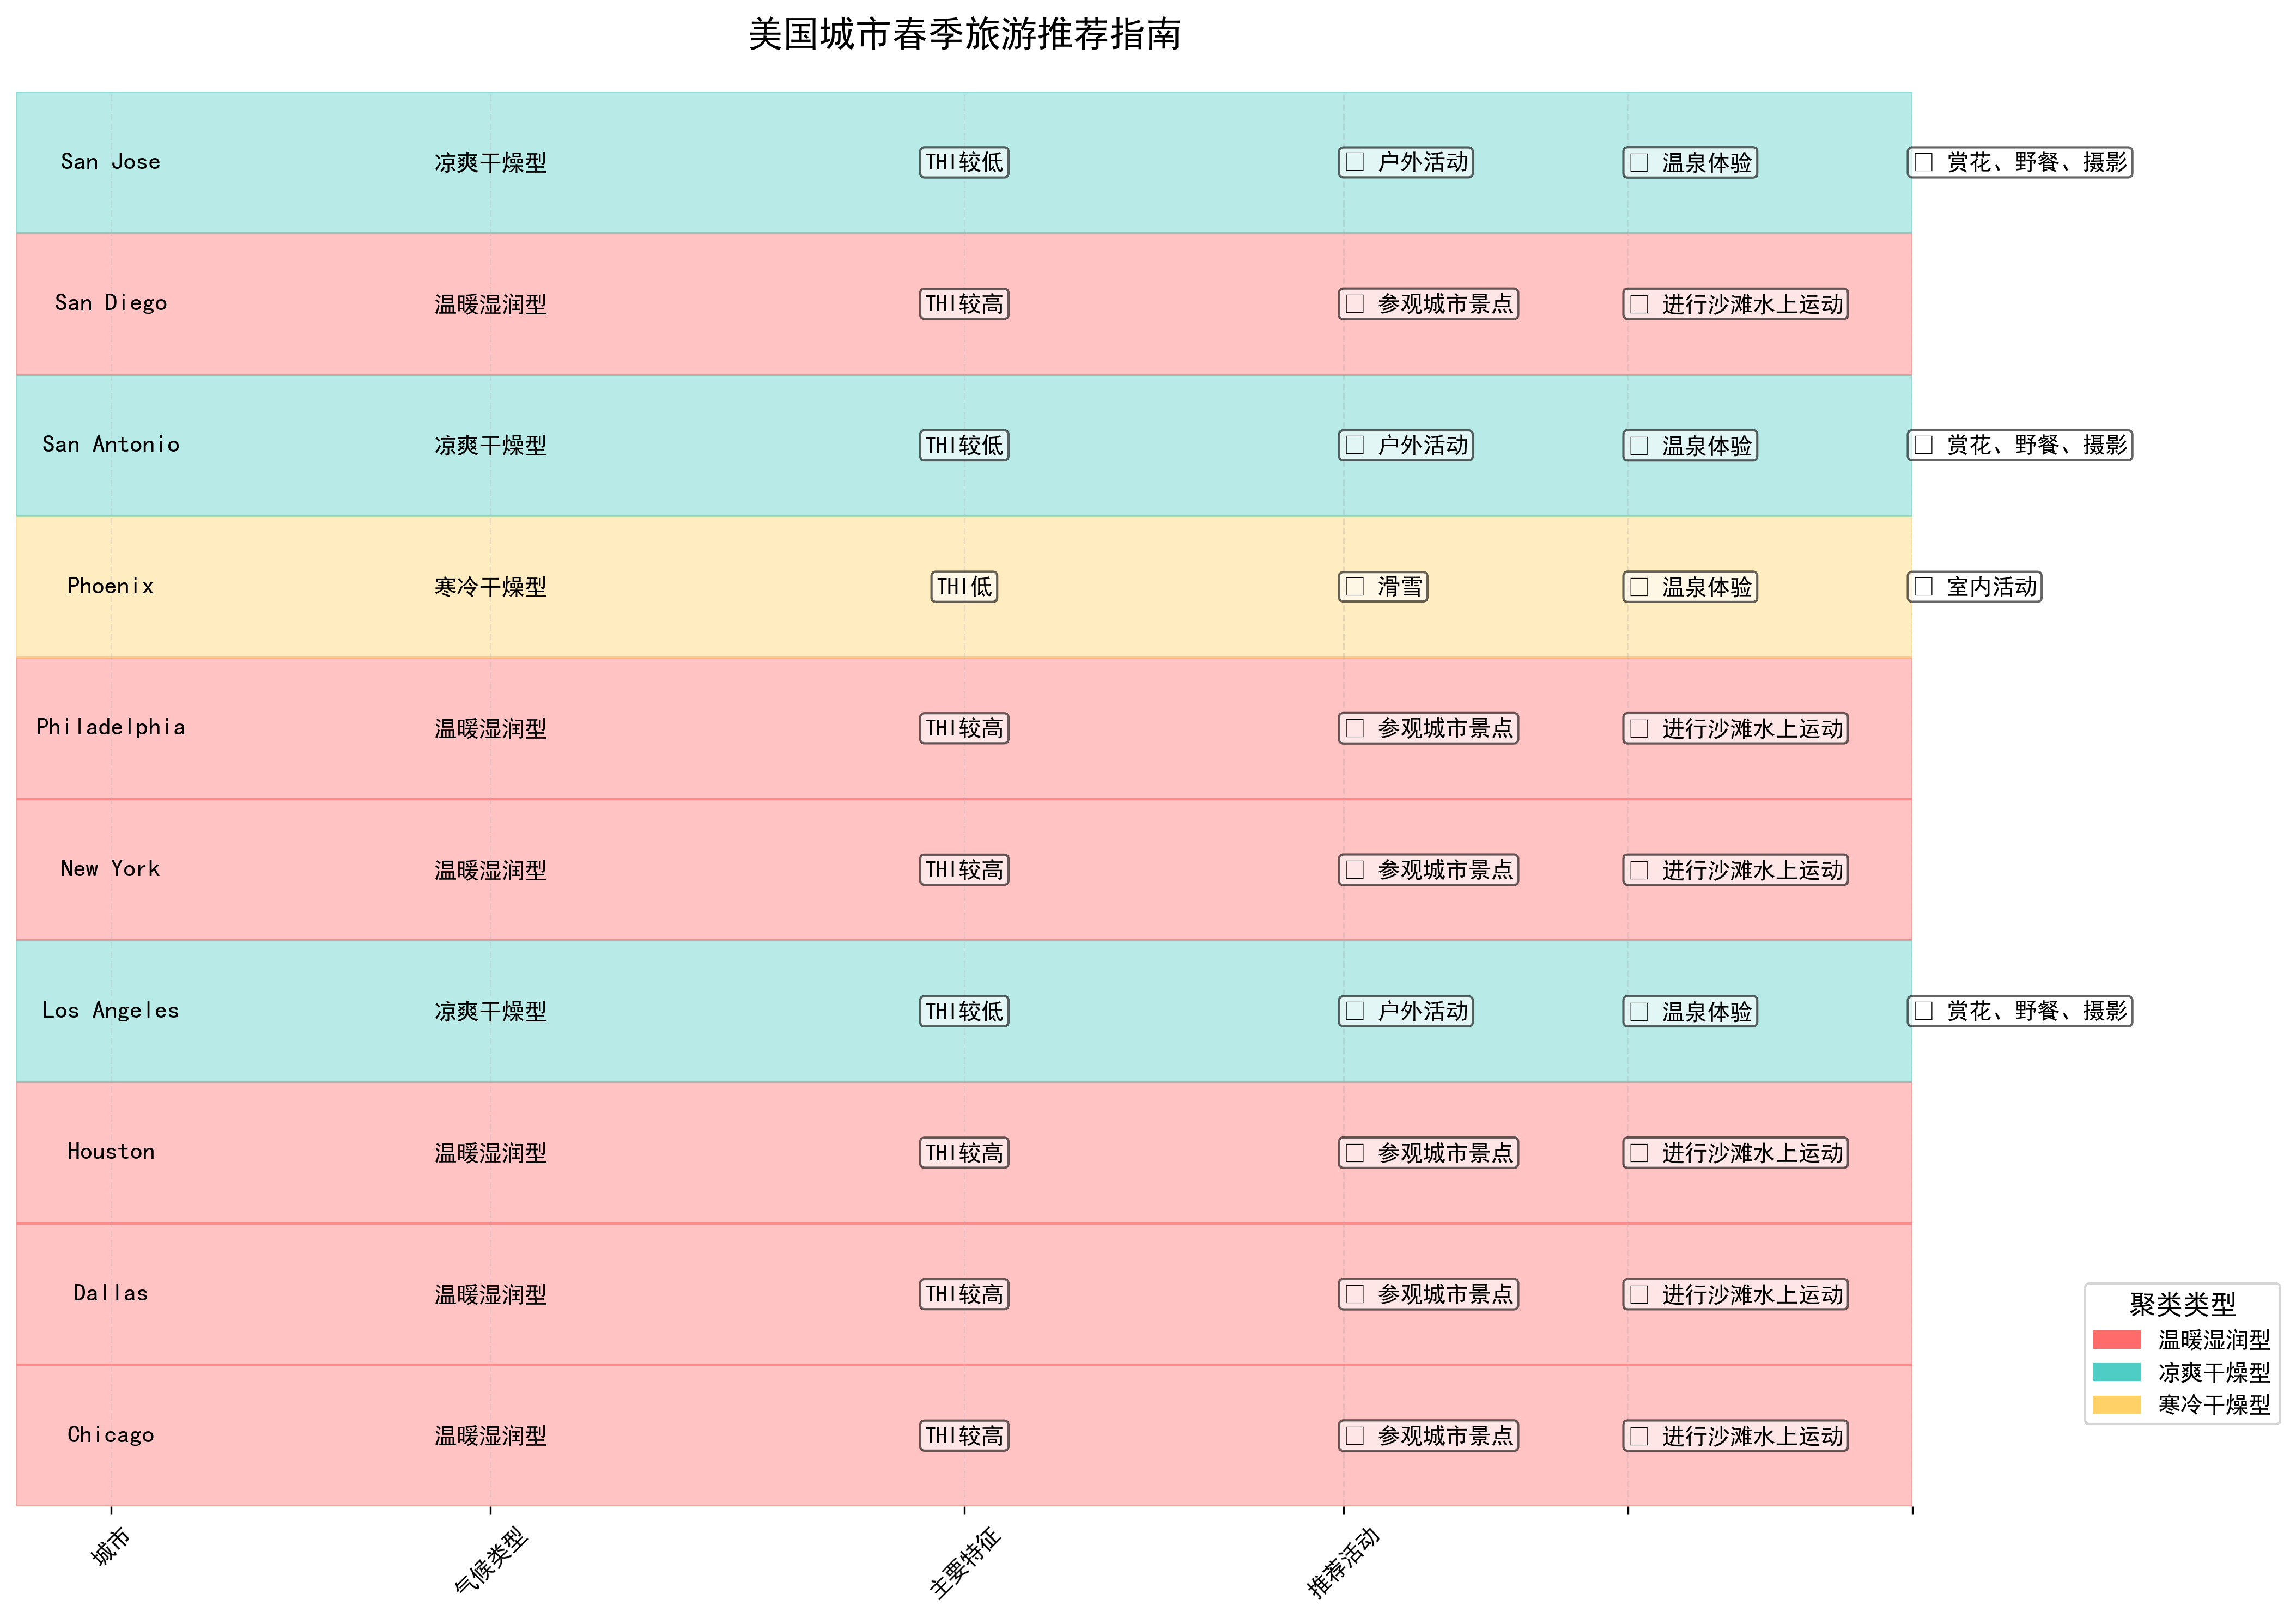 美国城市春季旅游推荐指南
San Jose 凉爽干燥型 THI较低 □ 户外活动 □ 温泉体验 □ 赏花、野餐、摄影
San Diego 温暖湿润型 THI较高 □ 参观城市景点 □ 进行沙滩水上运动
San Antonio 凉爽干燥型 THI较低 □ 户外活动 □ 温泉体验 □ 赏花、野餐、摄影
Phoenix 寒冷干燥型 THI低 □ 滑雪 □ 温泉体验 □ 室内活动
Philadelphia 温暖湿润型 THI较高 □ 参观城市景点 □ 进行沙滩水上运动
New York 温暖湿润型 THI较高 □ 参观城市景点 □ 进行沙滩水上运动
Los Angeles 凉爽干燥型 THI较低 □ 户外活动 □ 温泉体验 □ 赏花、野餐、摄影
Houston 温暖湿润型 THI较高 □ 参观城市景点 □ 进行沙滩水上运动
Dallas 温暖湿润型 THI较高 □ 参观城市景点 □ 进行沙滩水上运动
Chicago 温暖湿润型 THI较高 □ 参观城市景点 □ 进行沙滩水上运动
城市 气候类型 主要特征 推荐活动
聚类类型
温暖湿润型
凉爽干燥型
寒冷干燥型